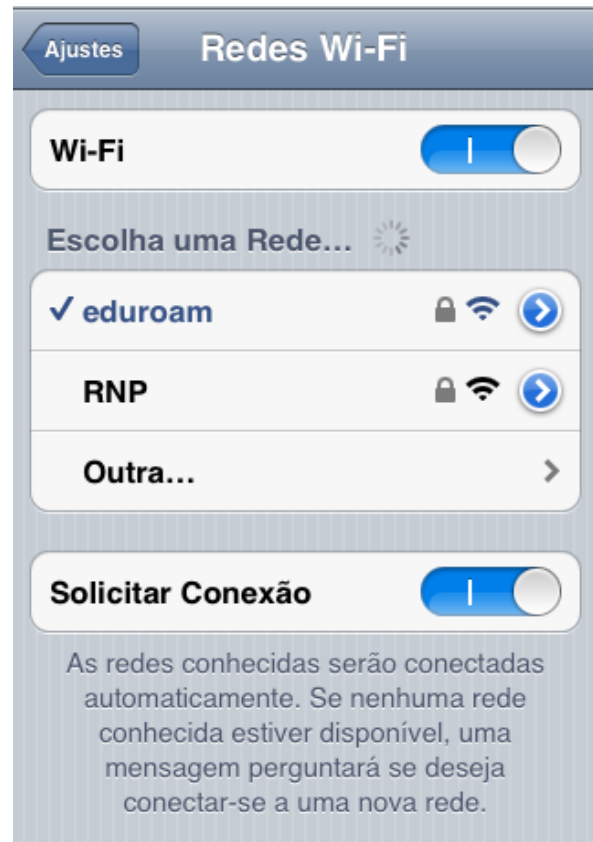 Ajustes
Redes Wi-Fi
Wi-Fi
Escolha uma Rede...
eduroam
RNP
Outra...
Solicitar Conexão
As redes conhecidas serão conectadas
automaticamente. Se nenhuma rede
conhecida estiver disponível, uma
mensagem perguntará se deseja
conectar-se a uma nova rede.